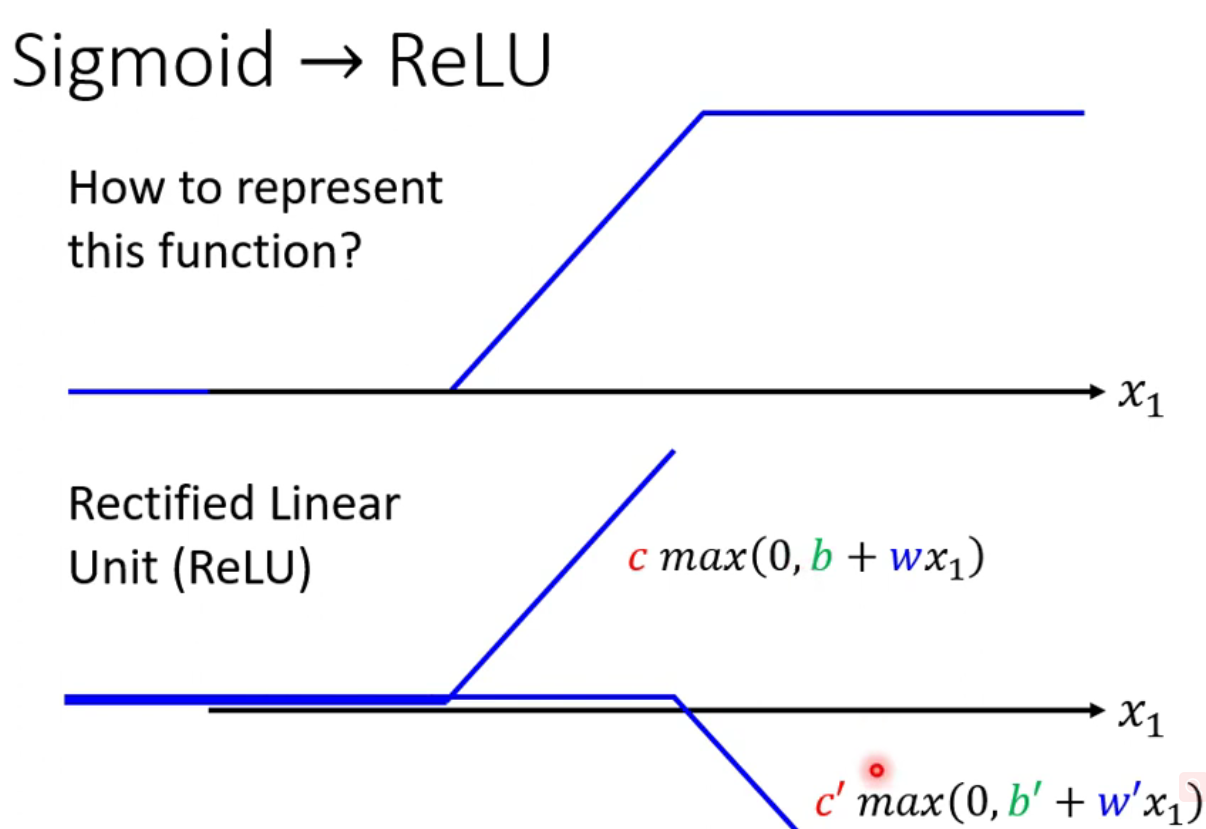 Sigmoid → ReLU
How to represent
this function?
x₁
Rectified Linear
Unit (ReLU)
c max(0, b + wx₁)
x₁
c′ max(0, b′ + w′x₁)